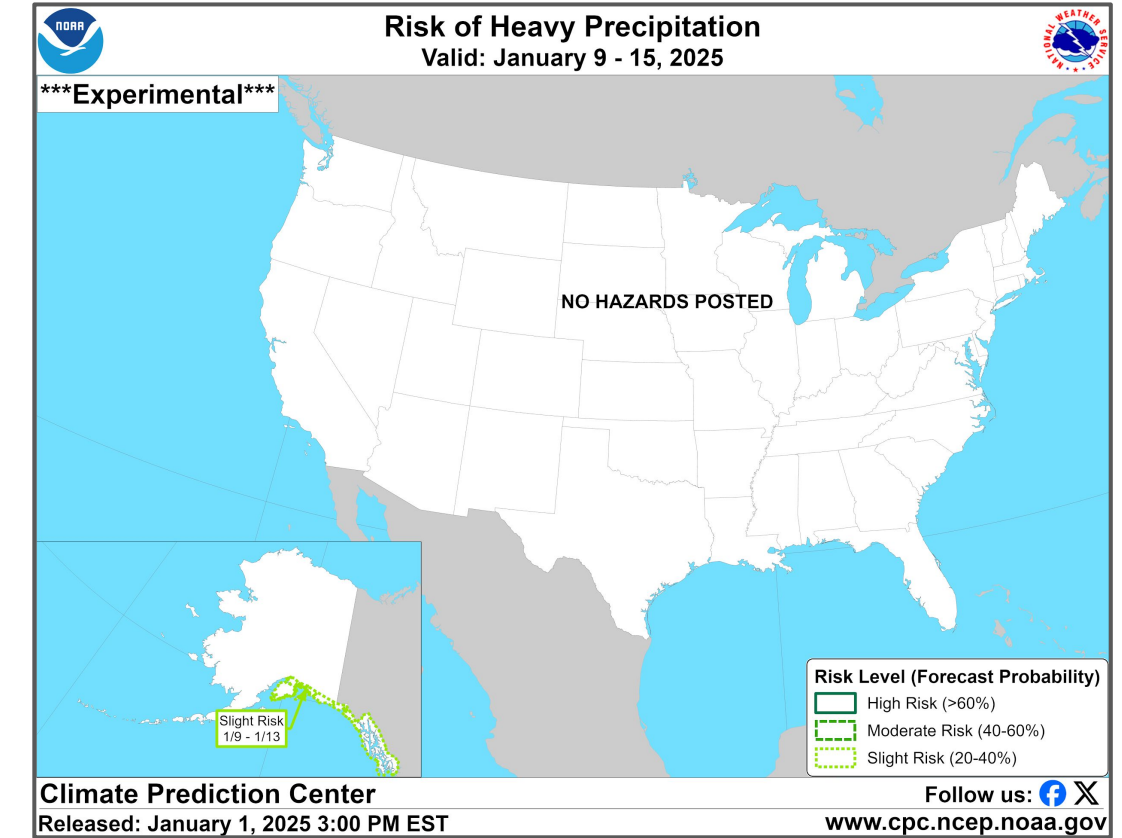 NOAA
Risk of Heavy Precipitation
Valid: January 9 - 15, 2025
NATIONAL WEATHER SERVICE
***Experimental***
NO HAZARDS POSTED
Slight Risk
1/9 - 1/13
Risk Level (Forecast Probability)
High Risk (>60%)
Moderate Risk (40-60%)
Slight Risk (20-40%)
Climate Prediction Center
Follow us:
Released: January 1, 2025 3:00 PM EST
www.cpc.ncep.noaa.gov